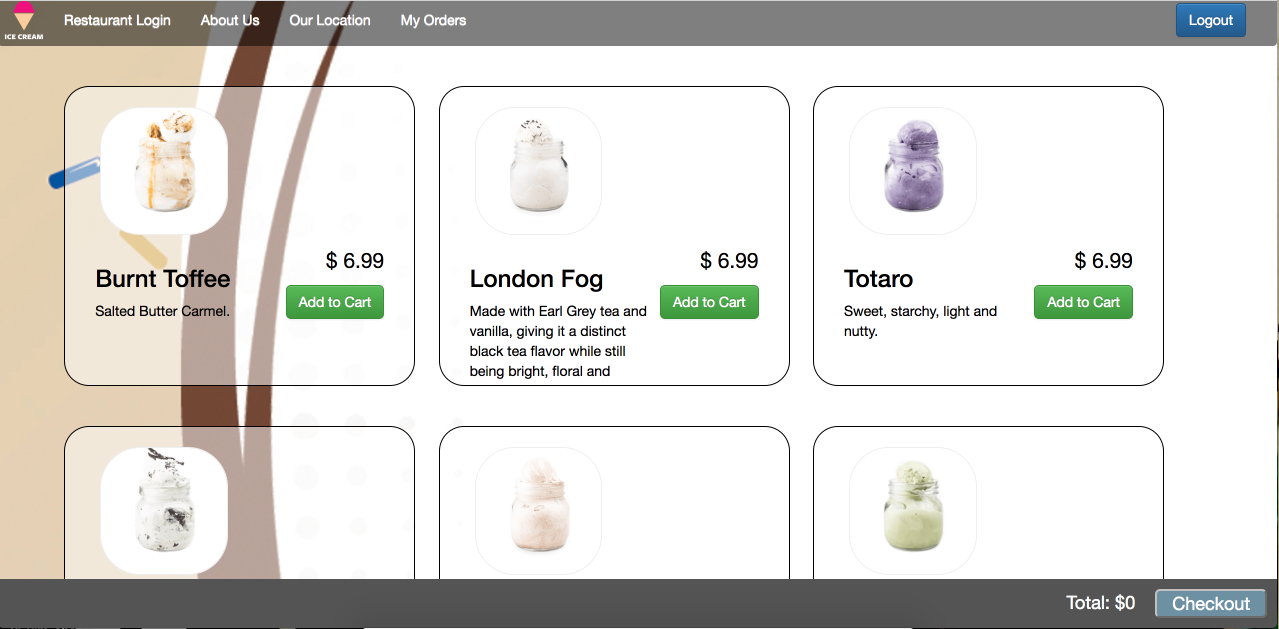 ICE CREAM
Restaurant Login
About Us
Our Location
My Orders
Logout
$ 6.99
Burnt Toffee
Add to Cart
Salted Butter Carmel.
$ 6.99
London Fog
Add to Cart
Made with Earl Grey tea and
vanilla, giving it a distinct
black tea flavor while still
being bright, floral and
$ 6.99
Totaro
Add to Cart
Sweet, starchy, light and
nutty.
Total: $0
Checkout